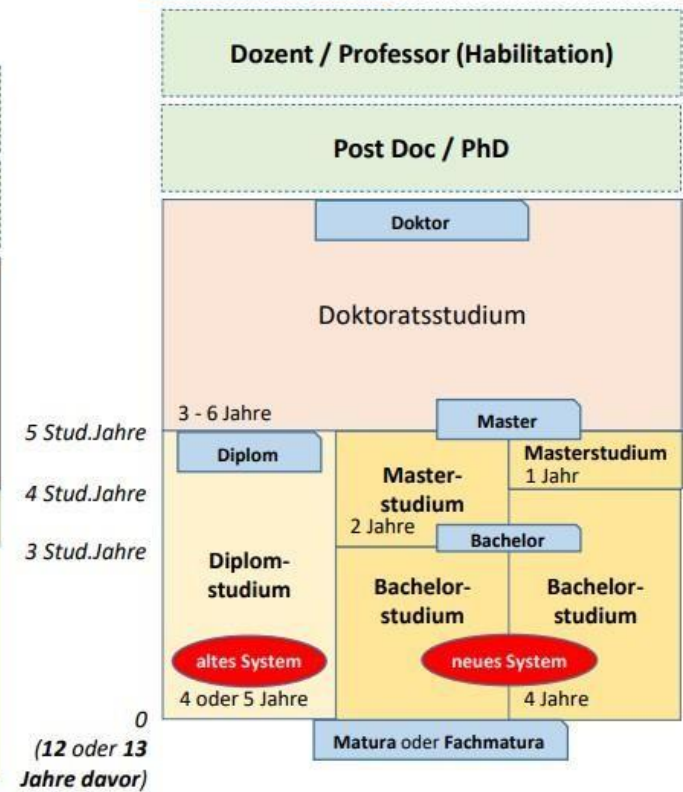 Dozent / Professor (Habilitation)
Post Doc / PhD
Doktor
Doktoratsstudium
3 - 6 Jahre
5 Stud.Jahre
Master
Diplom
Masterstudium
1 Jahr
Master-
studium
4 Stud.Jahre
2 Jahre
Bachelor
3 Stud.Jahre
Diplom-
studium
Bachelor-
studium
Bachelor-
studium
altes System
neues System
4 oder 5 Jahre
4 Jahre
0
(12 oder 13
Jahre davor)
Matura oder Fachmatura